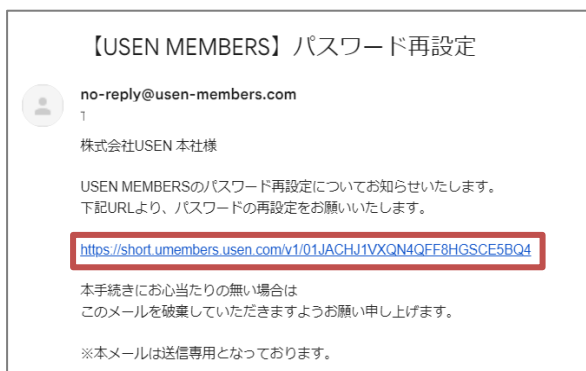 【USEN MEMBERS】パスワード再設定
no-reply@usen-members.com
1
株式会社USEN 本社様
USEN MEMBERSのパスワード再設定についてお知らせいたします。
下記URLより、パスワードの再設定をお願いいたします。
https://short.umembers.usen.com/v1/01JACHJ1VXQN4QFF8HGSCE5BQ4
本手続きにお心当たりの無い場合は
このメールを破棄していただきますようお願い申し上げます。
※本メールは送信専用となっております。